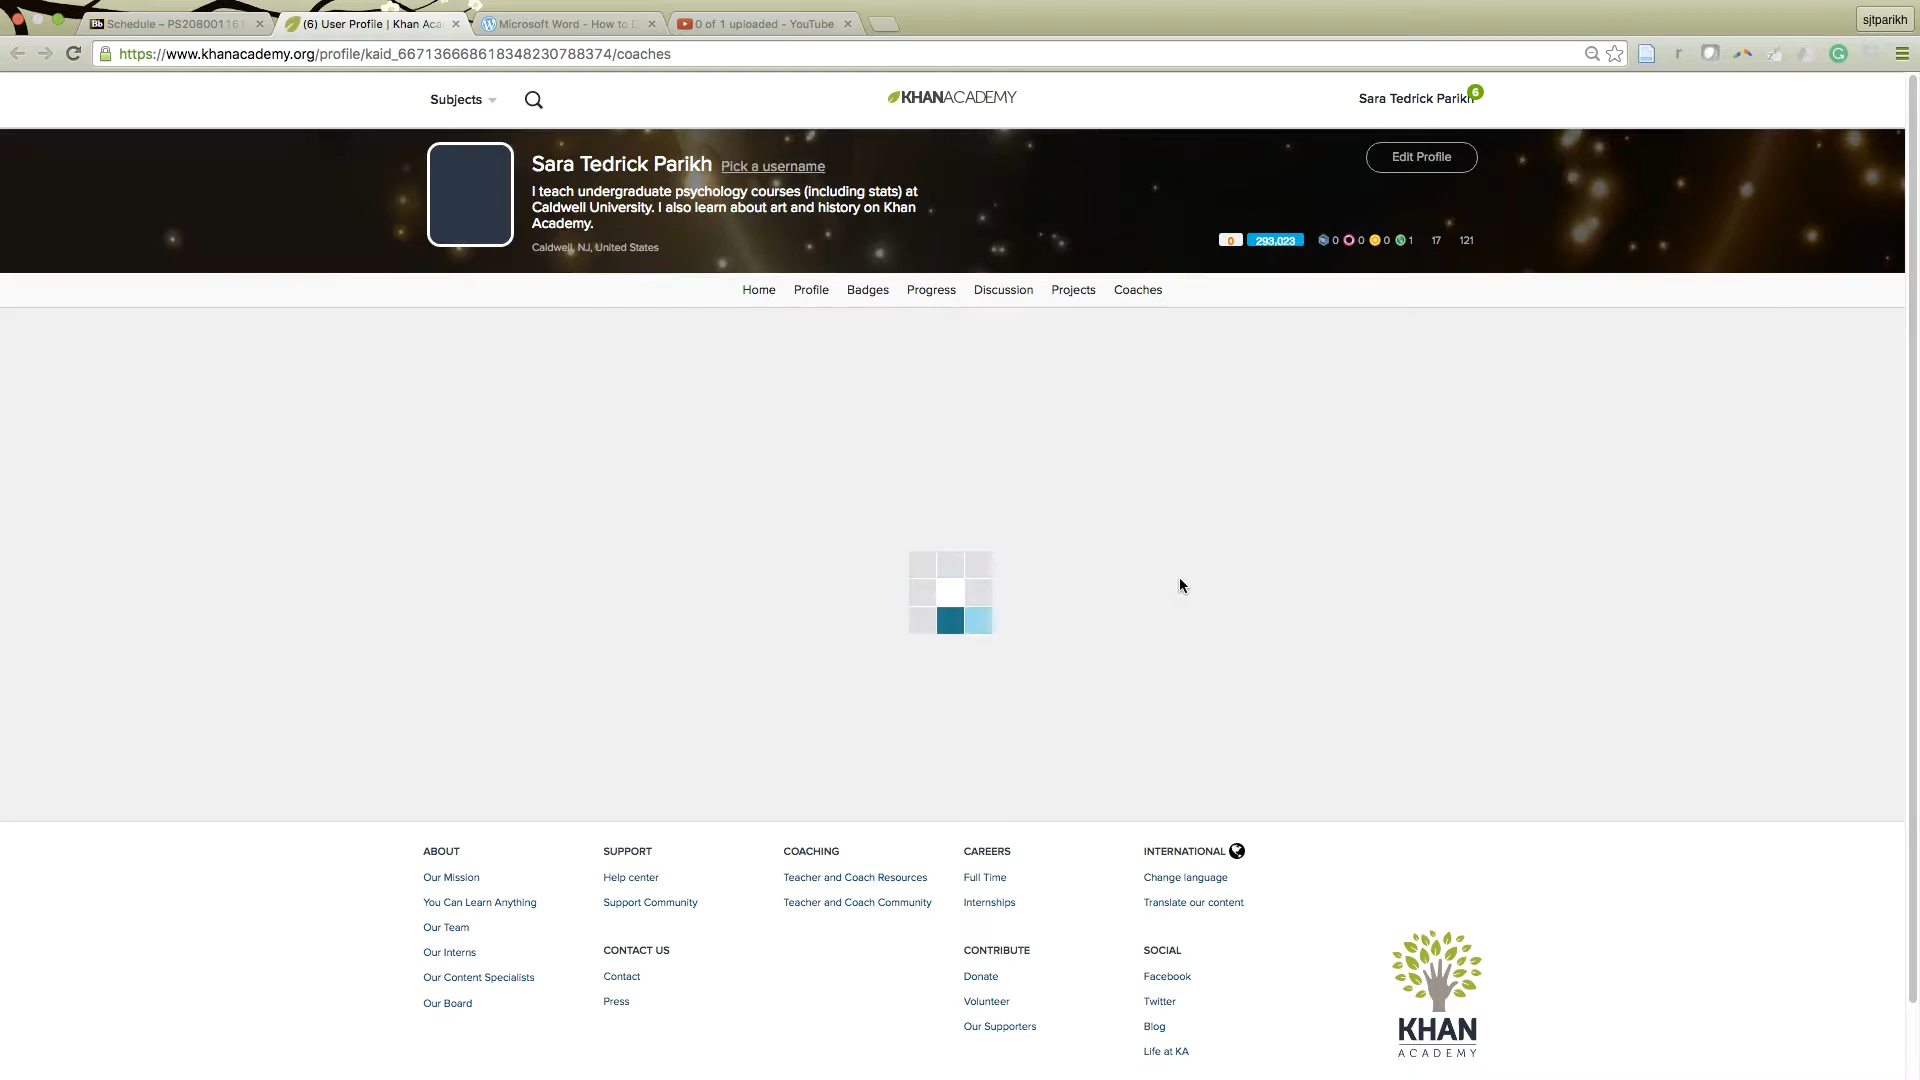 Bb Schedule – PS208001161
(6) User Profile | Khan Aca
Microsoft Word - How to D
0 of 1 uploaded - YouTube
sjtparikh
https://www.khanacademy.org/profile/kaid_667136668618348230788374/coaches
Subjects
KHANACADEMY
Sara Tedrick Parikh
6
Sara Tedrick Parikh Pick a username
Edit Profile
I teach undergraduate psychology courses (including stats) at
Caldwell University. I also learn about art and history on Khan
Academy.
Caldwell, NJ, United States
0 293,023 0 0 0 1 17 121
Home Profile Badges Progress Discussion Projects Coaches
ABOUT
Our Mission
You Can Learn Anything
Our Team
Our Interns
Our Content Specialists
Our Board
SUPPORT
Help center
Support Community
CONTACT US
Contact
Press
COACHING
Teacher and Coach Resources
Teacher and Coach Community
CAREERS
Full Time
Internships
CONTRIBUTE
Donate
Volunteer
Our Supporters
INTERNATIONAL
Change language
Translate our content
SOCIAL
Facebook
Twitter
Blog
Life at KA
KHAN
ACADEMY